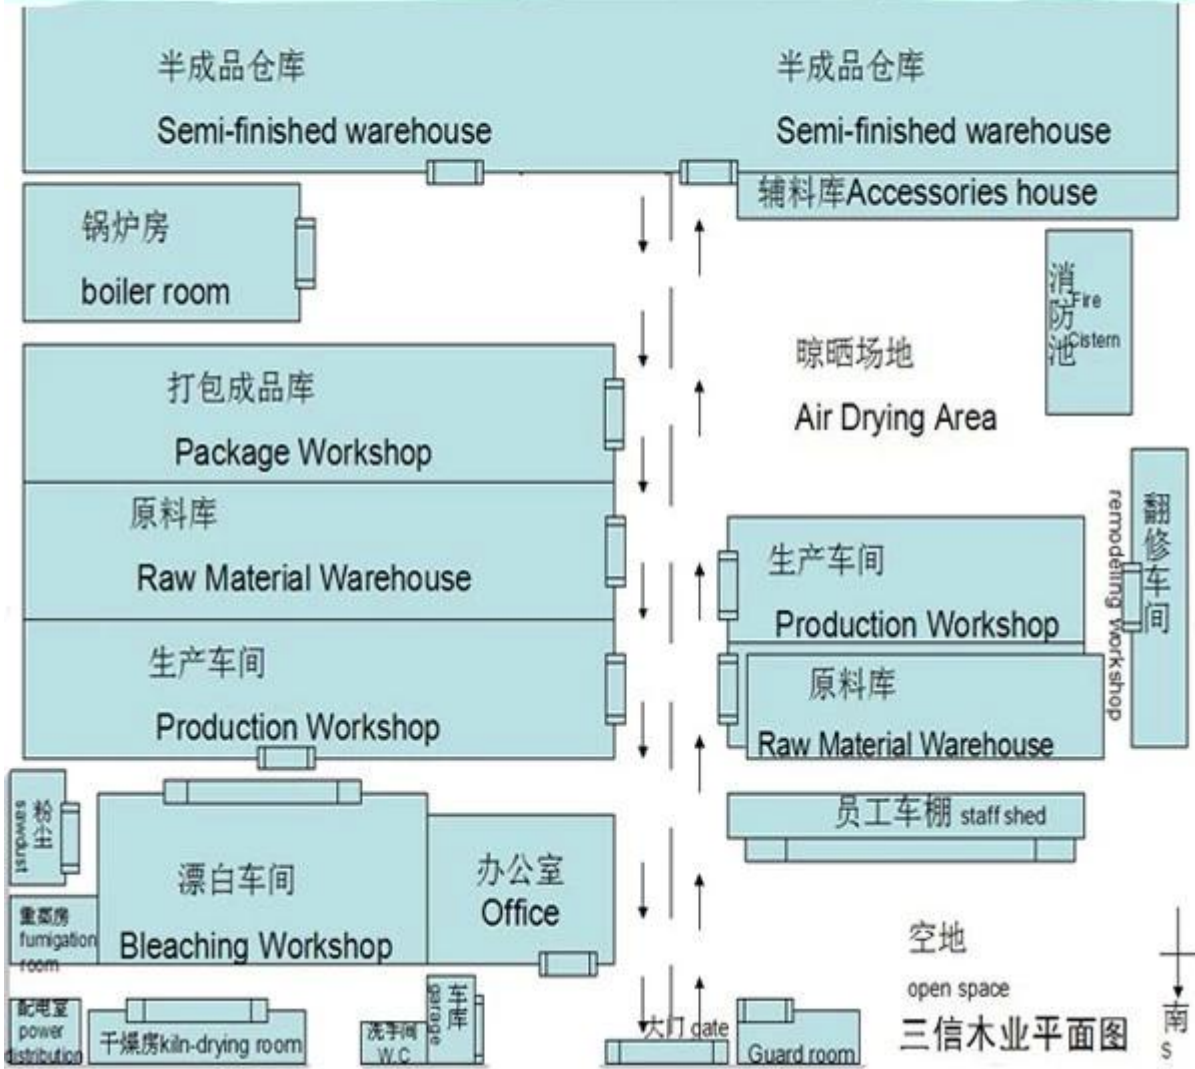 半成品仓库
Semi-finished warehouse
半成品仓库
Semi-finished warehouse
辅料库Accessories house
锅炉房
boiler room
消防池
Fire
Cistern
晾晒场地
Air Drying Area
打包成品库
Package Workshop
原料库
Raw Material Warehouse
生产车间
Production Workshop
生产车间
Production Workshop
原料库
Raw Material Warehouse
翻修车间
remodeling workshop
粉尘
sawdust
漂白车间
Bleaching Workshop
办公室
Office
员工车棚 staff shed
熏蒸房
fumigation
room
空地
open space
配电室
power
distribution
干燥房kiln-drying room
洗手间
W.C
车库
garage
大门 gate
Guard room
三信木业平面图
南
S